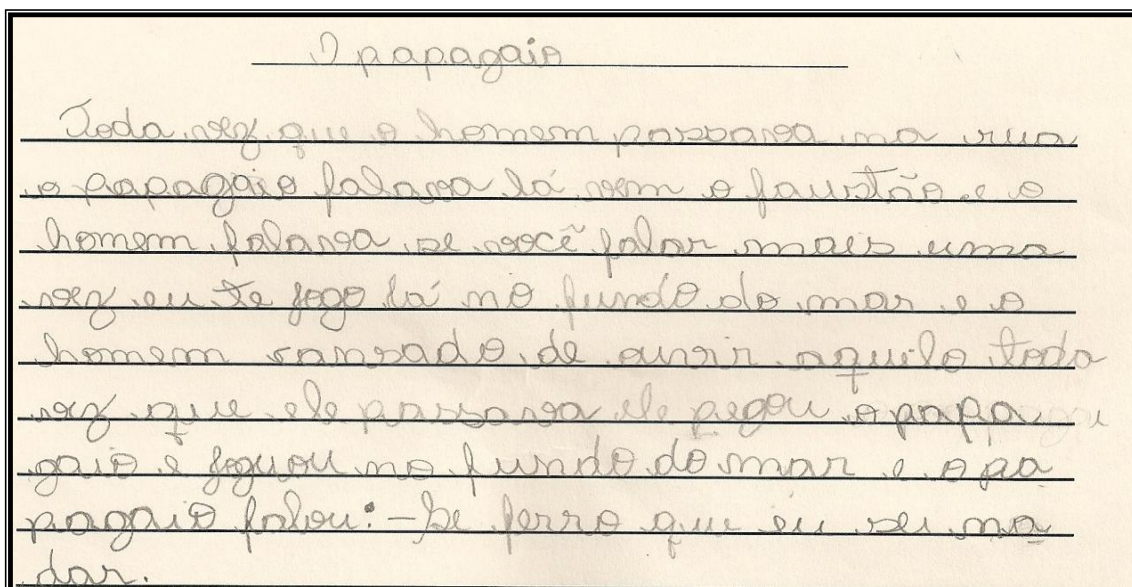 O papagaio
Toda vez que o homem passava na rua
o papagaio falava lá vem o faustão e o
homem falava se você falar mais uma
vez eu te jogo lá no fundo do mar e o
homem cansado de ouvir aquilo toda
vez que ele passava ele pegou o papa
gaio e joguou no fundo do mar e o pa
pagaio falou: - Se ferro que eu sei na
dar.